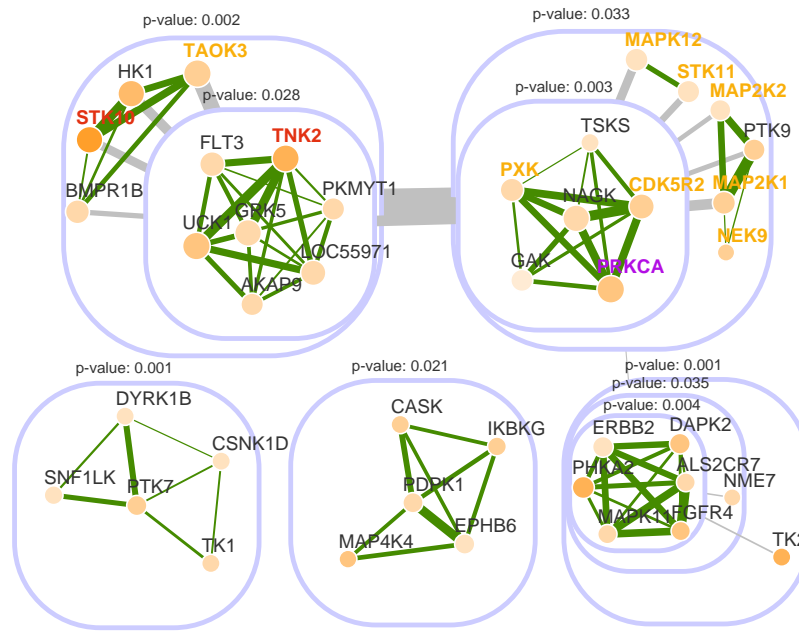 p-value: 0.002
p-value: 0.033
TAOK3
HK1
p-value: 0.028
STK10
FLT3
TNK2
BMPR1B
PKMYT1
GRK5
UCK1
LOC55971
AKAP9
MAPK12
STK11
p-value: 0.003
MAP2K2
TSKS
PTK9
PXK
CDK5R2
MAP2K1
NAGK
NEK9
GAK
PRKCA
p-value: 0.001
DYRK1B
CSNK1D
SNF1LK
PTK7
TK1
p-value: 0.021
CASK
IKBKG
PDPK1
EPHB6
MAP4K4
p-value: 0.001
p-value: 0.035
p-value: 0.004
ERBB2
DAPK2
PHKA2
ALS2CR7
NME7
MAPK11
FGFR4